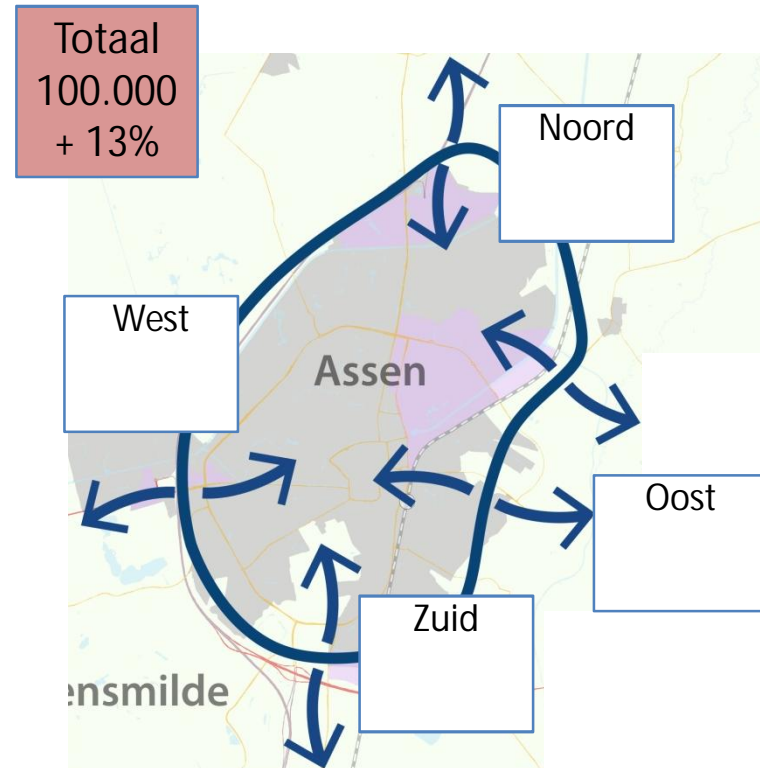 Totaal
100.000
+ 13%
Noord
West
Assen
Oost
Zuid
ensmilde